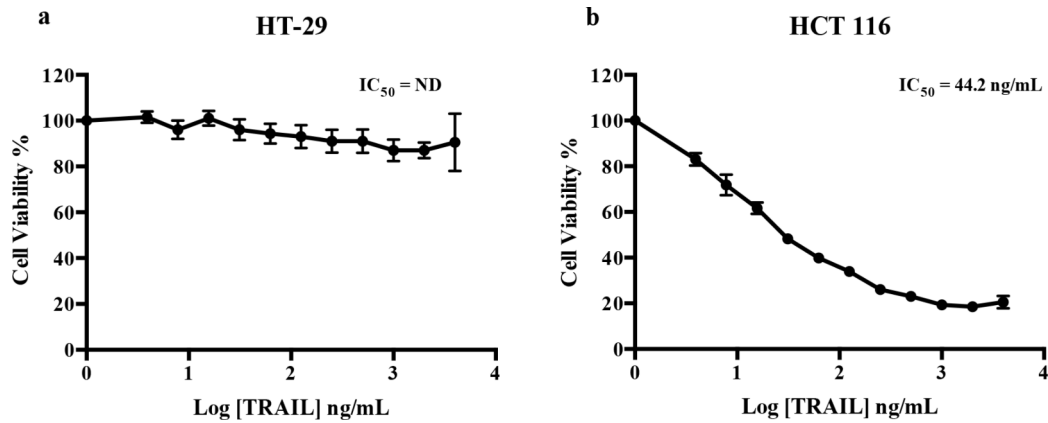 a
HT-29
IC50 = ND
120
100
80
60
40
20
0
0 1 2 3 4
Cell Viability %
Log [TRAIL] ng/mL
b
HCT 116
IC50 = 44.2 ng/mL
120
100
80
60
40
20
0
0 1 2 3 4
Cell Viability %
Log [TRAIL] ng/mL